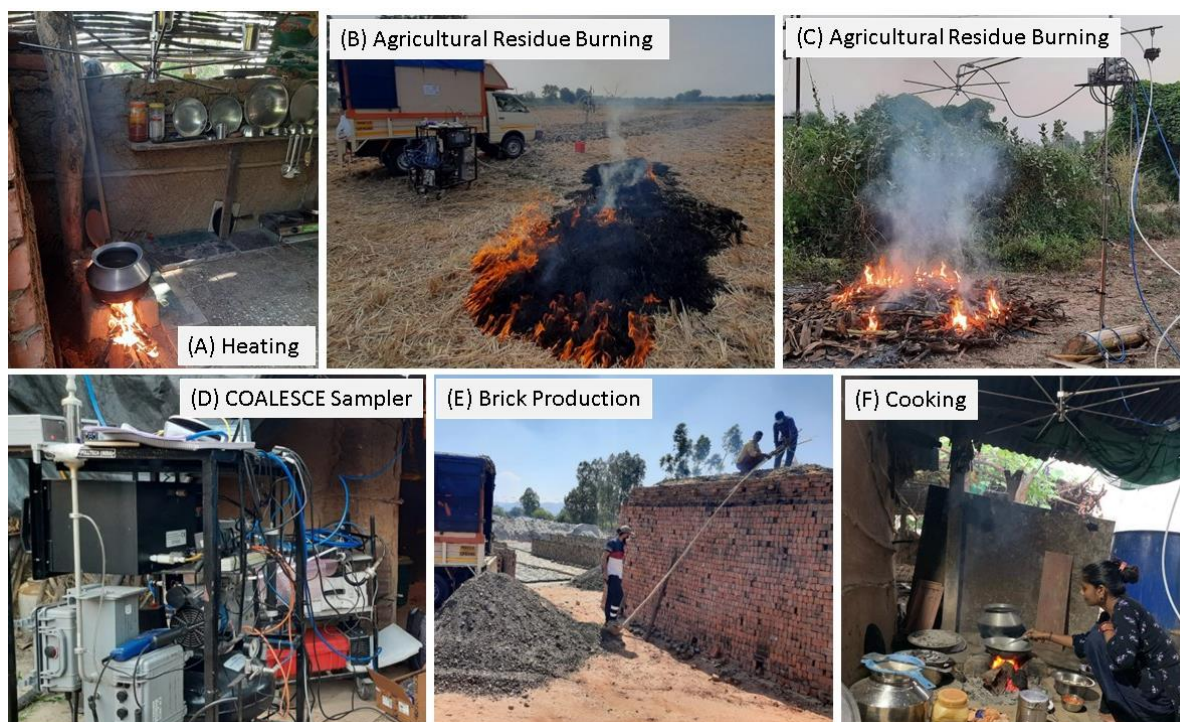 (A) Heating
(B) Agricultural Residue Burning
(C) Agricultural Residue Burning
(D) COALESCE Sampler
(E) Brick Production
(F) Cooking